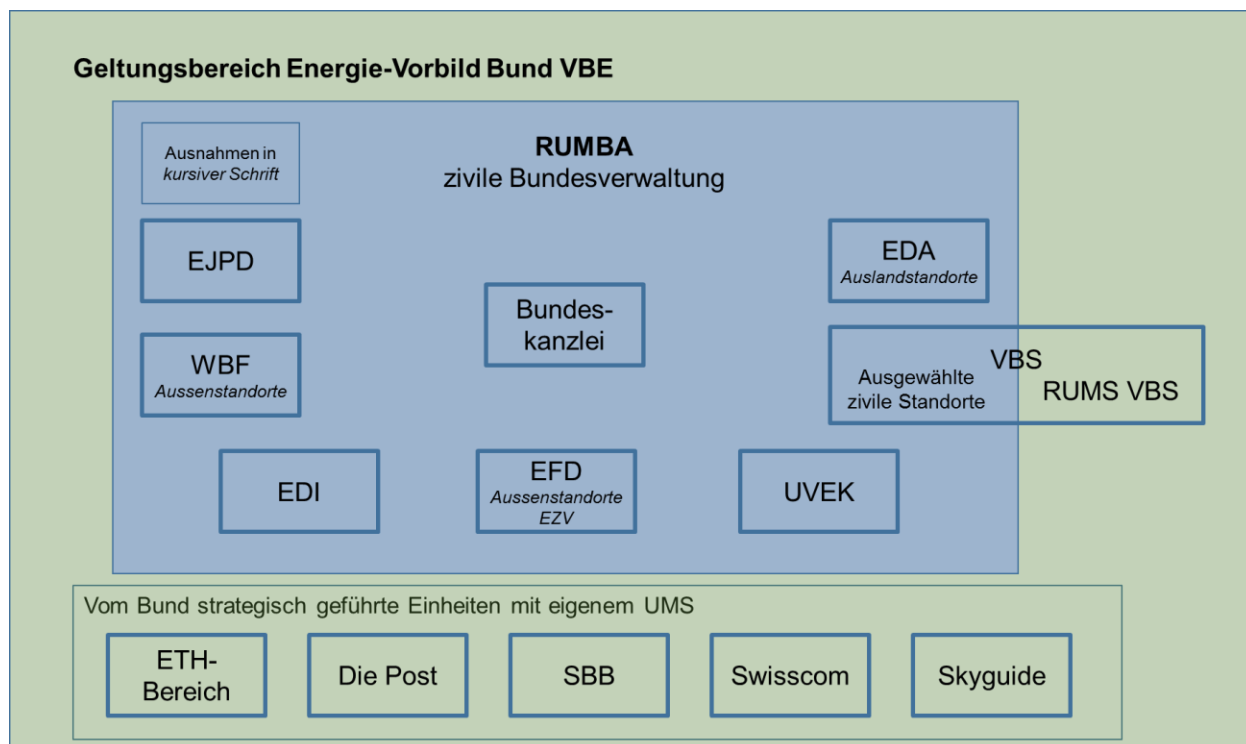 Geltungsbereich Energie-Vorbild Bund VBE
Ausnahmen in
kursiver Schrift
RUMBA
zivile Bundesverwaltung
EJPD
EDA
Auslandstandorte
Bundes-
kanzlei
WBF
Aussenstandorte
VBS
Ausgewählte
zivile Standorte
RUMS VBS
EDI
EFD
Aussenstandorte
EZV
UVEK
Vom Bund strategisch geführte Einheiten mit eigenem UMS
ETH-
Bereich
Die Post
SBB
Swisscom
Skyguide